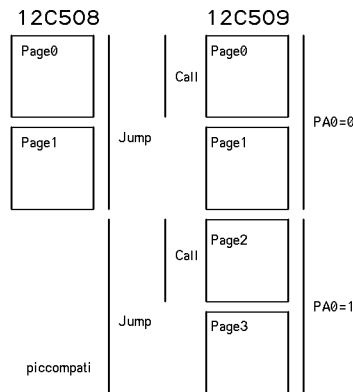 12C508 12C509
Page0 Call Page0
PA0=0
Page1 Jump Page1
Call Page2
PA0=1
Jump Page3
piccompati